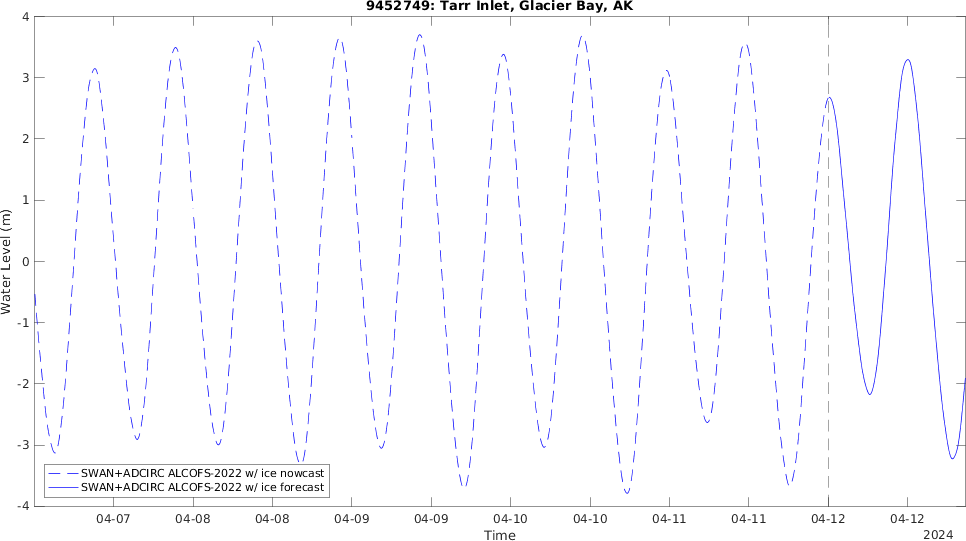 9452749: Tarr Inlet, Glacier Bay, AK
4
3
2
1
0
-1
-2
-3
-4
Water Level (m)
SWAN+ADCIRC ALCOFS-2022 w/ ice nowcast
SWAN+ADCIRC ALCOFS-2022 w/ ice forecast
04-07 04-08 04-08 04-09 04-09 04-10 04-10 04-11 04-11 04-12 04-12
Time
2024